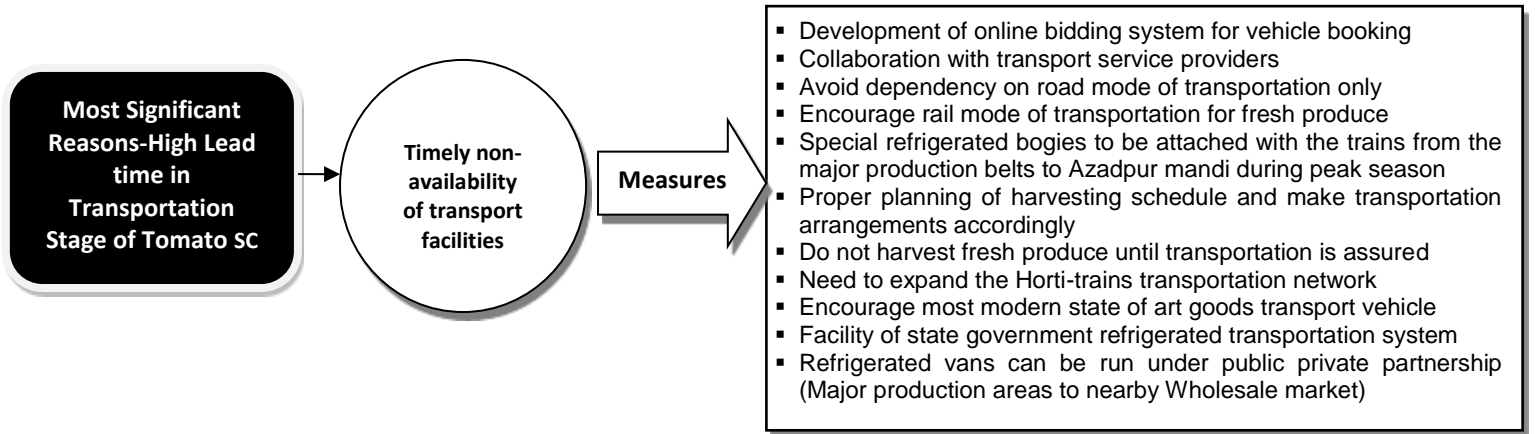 Most Significant
Reasons-High Lead
time in
Transportation
Stage of Tomato SC
Timely non-
availability
of transport
facilities
Measures
▪ Development of online bidding system for vehicle booking
▪ Collaboration with transport service providers
▪ Avoid dependency on road mode of transportation only
▪ Encourage rail mode of transportation for fresh produce
▪ Special refrigerated bogies to be attached with the trains from the
major production belts to Azadpur mandi during peak season
▪ Proper planning of harvesting schedule and make transportation
arrangements accordingly
▪ Do not harvest fresh produce until transportation is assured
▪ Need to expand the Horti-trains transportation network
▪ Encourage most modern state of art goods transport vehicle
▪ Facility of state government refrigerated transportation system
▪ Refrigerated vans can be run under public private partnership
(Major production areas to nearby Wholesale market)